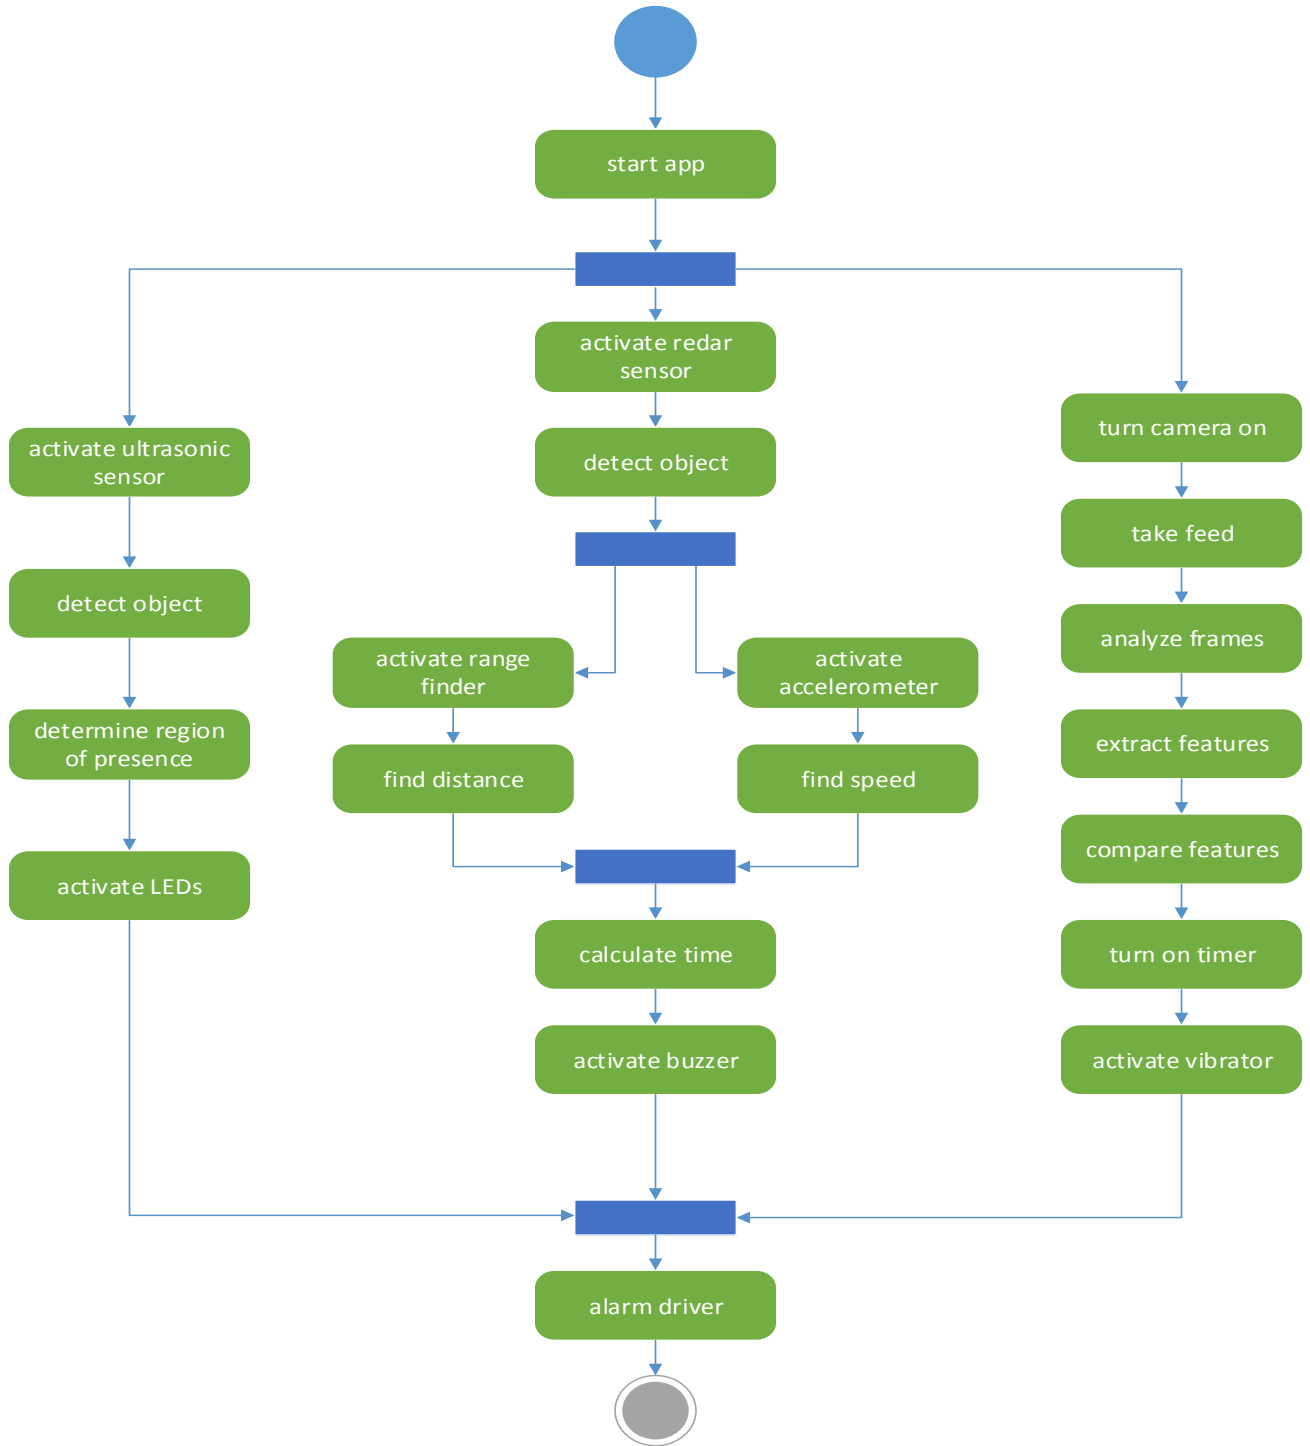 start app
activate redar
sensor
detect object
activate ultrasonic
sensor
detect object
determine region
of presence
activate LEDs
activate range
finder
find distance
activate
accelerometer
find speed
calculate time
activate buzzer
turn camera on
take feed
analyze frames
extract features
compare features
turn on timer
activate vibrator
alarm driver